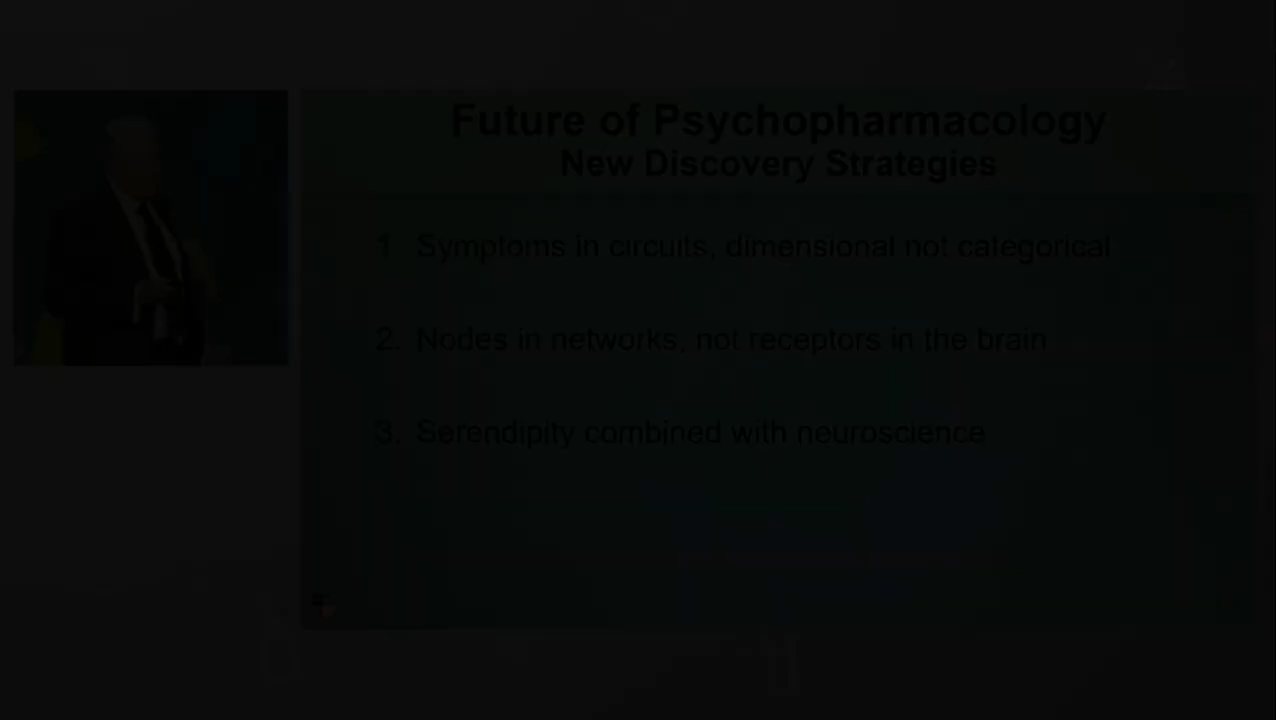 Future of Psychopharmacology
New Discovery Strategies
1. Symptoms in circuits, dimensional not categorical
2. Nodes in networks, not receptors in the brain
3. Serendipity combined with neuroscience